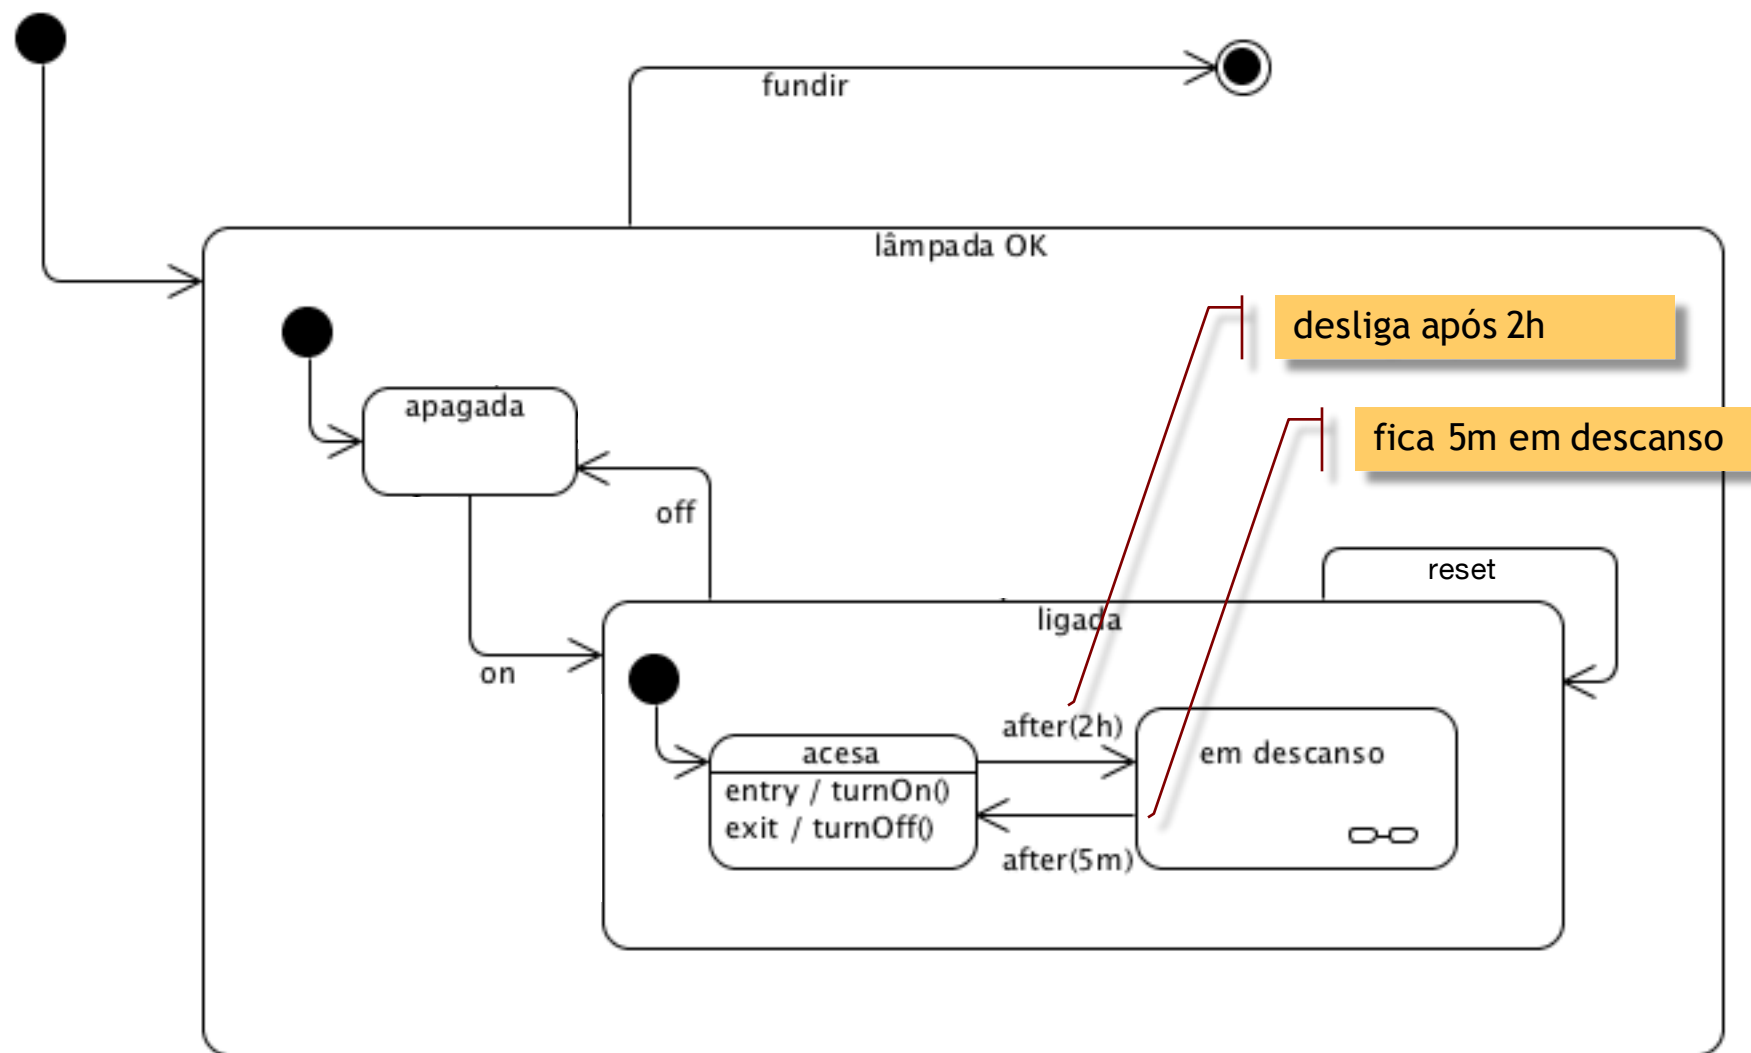 fundir
lâmpada OK
desliga após 2h
apagada
fica 5m em descanso
off
reset
ligada
on
after(2h)
acesa
em descanso
entry / turnOn()
exit / turnOff()
after(5m)